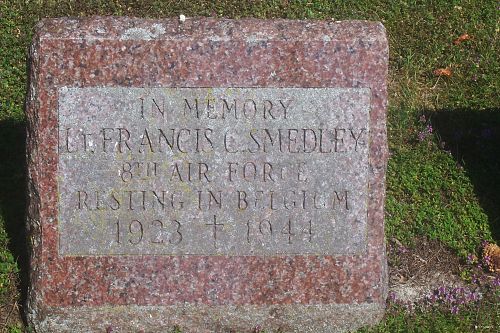 IN MEMORY
LT. FRANCIS C. SMEDLEY
8TH AIR FORCE
RESTING IN BELGIUM
1923 † 1944